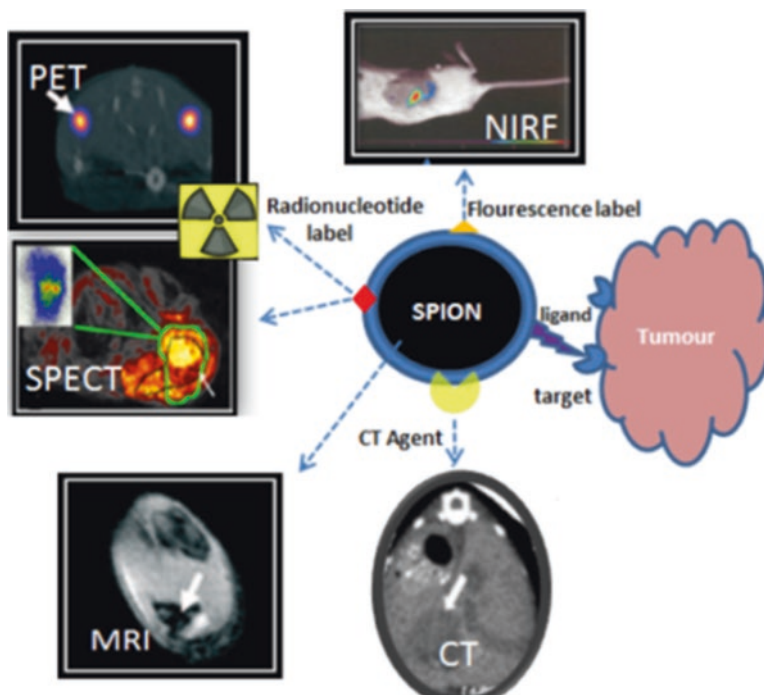 PET
NIRF
Radionucleotide
label
Flourescence label
SPECT
SPION
ligand
Tumour
target
CT Agent
MRI
CT